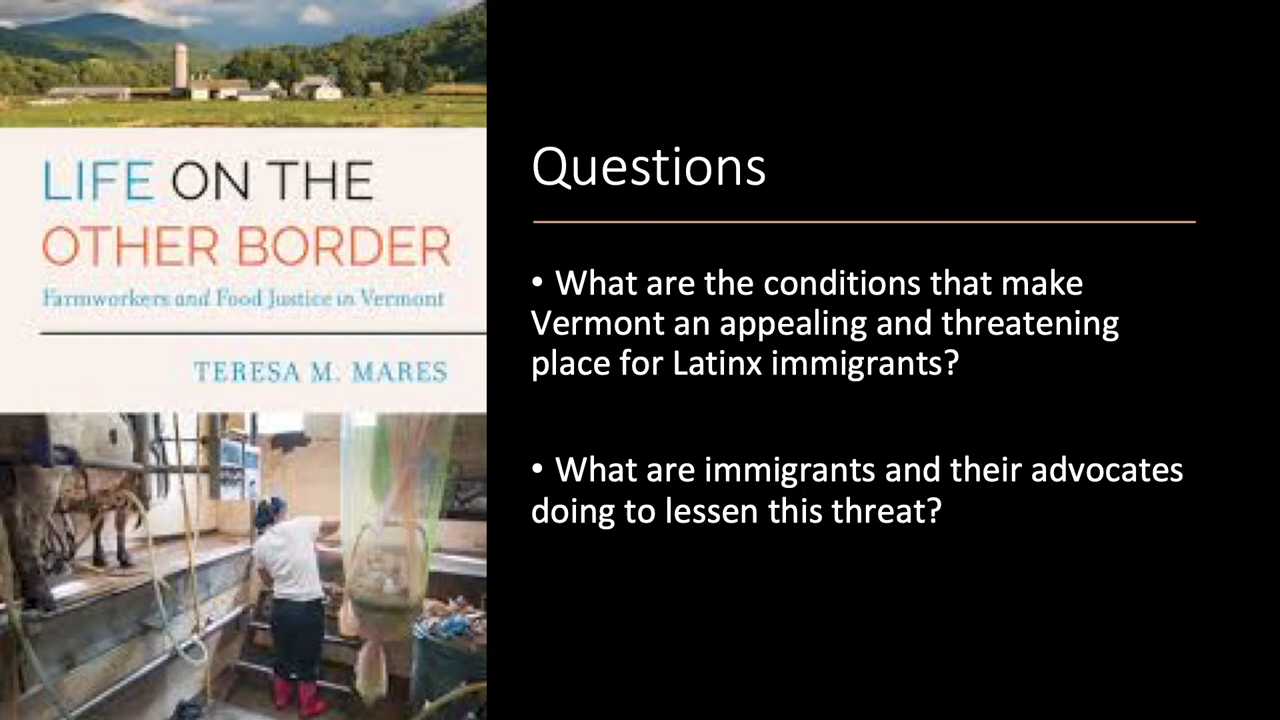 LIFE ON THE
OTHER BORDER
Farmworkers and Food Justice in Vermont
TERESA M. MARES
Questions
• What are the conditions that make
Vermont an appealing and threatening
place for Latinx immigrants?
• What are immigrants and their advocates
doing to lessen this threat?